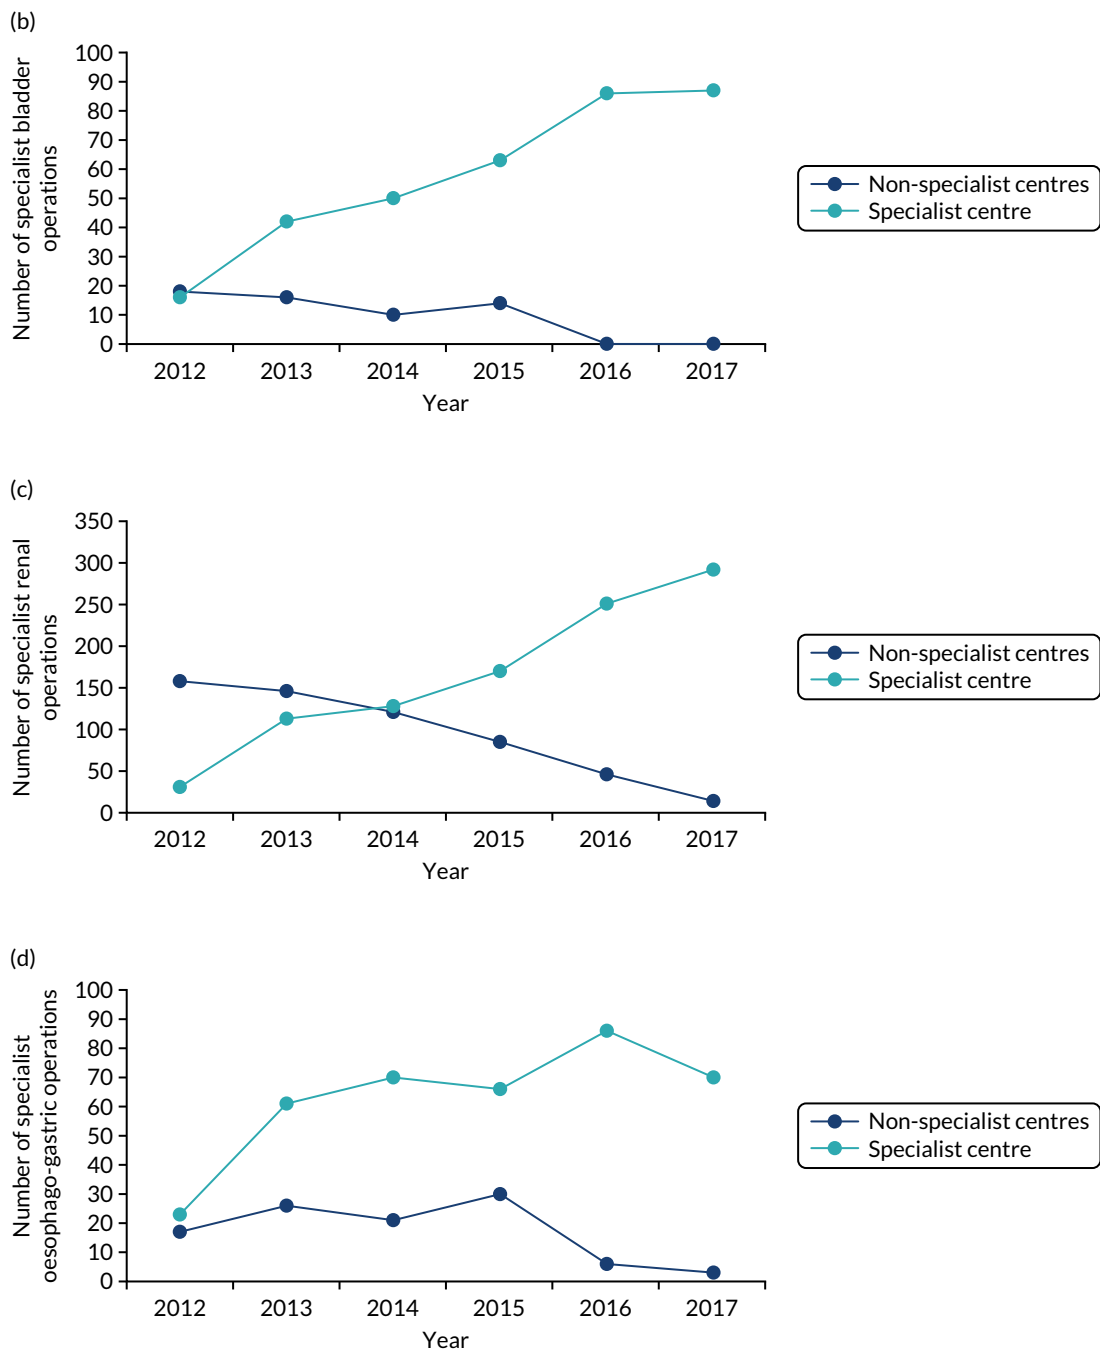 (b)
Number of specialist bladder
operations
100
90
80
70
60
50
40
30
20
10
0
2012 2013 2014 2015 2016 2017
Year
Non-specialist centres
Specialist centre
(c)
Number of specialist renal
operations
350
300
250
200
150
100
50
0
2012 2013 2014 2015 2016 2017
Year
Non-specialist centres
Specialist centre
(d)
Number of specialist
oesophago-gastric operations
100
90
80
70
60
50
40
30
20
10
0
2012 2013 2014 2015 2016 2017
Year
Non-specialist centres
Specialist centre